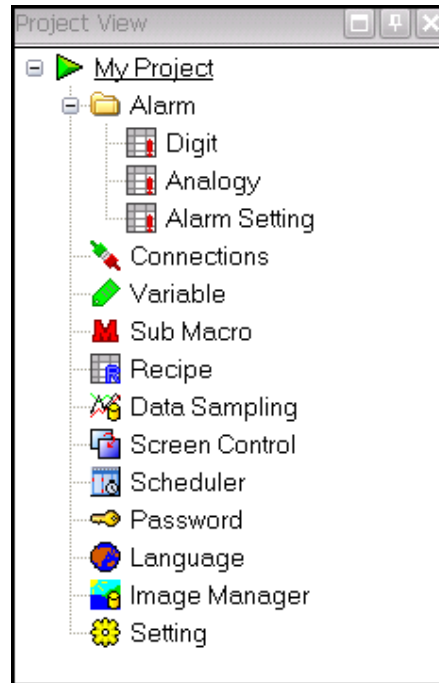 Project View
My Project
Alarm
Digit
Analogy
Alarm Setting
Connections
Variable
Sub Macro
Recipe
Data Sampling
Screen Control
Scheduler
Password
Language
Image Manager
Setting